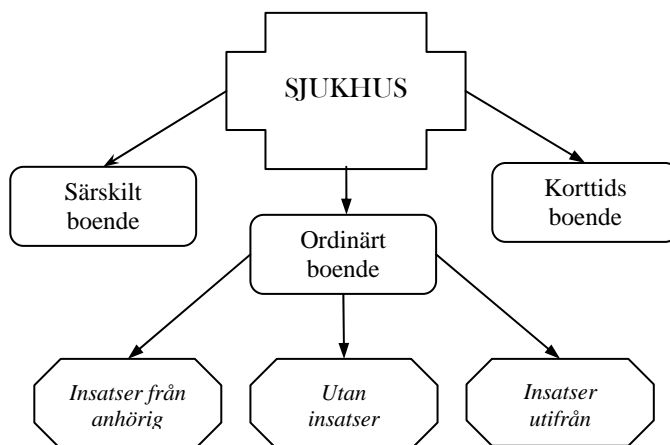 SJUKHUS
Särskilt
boende
Korttids
boende
Ordinärt
boende
Insatser från
anhörig
Utan
insatser
Insatser
utifrån